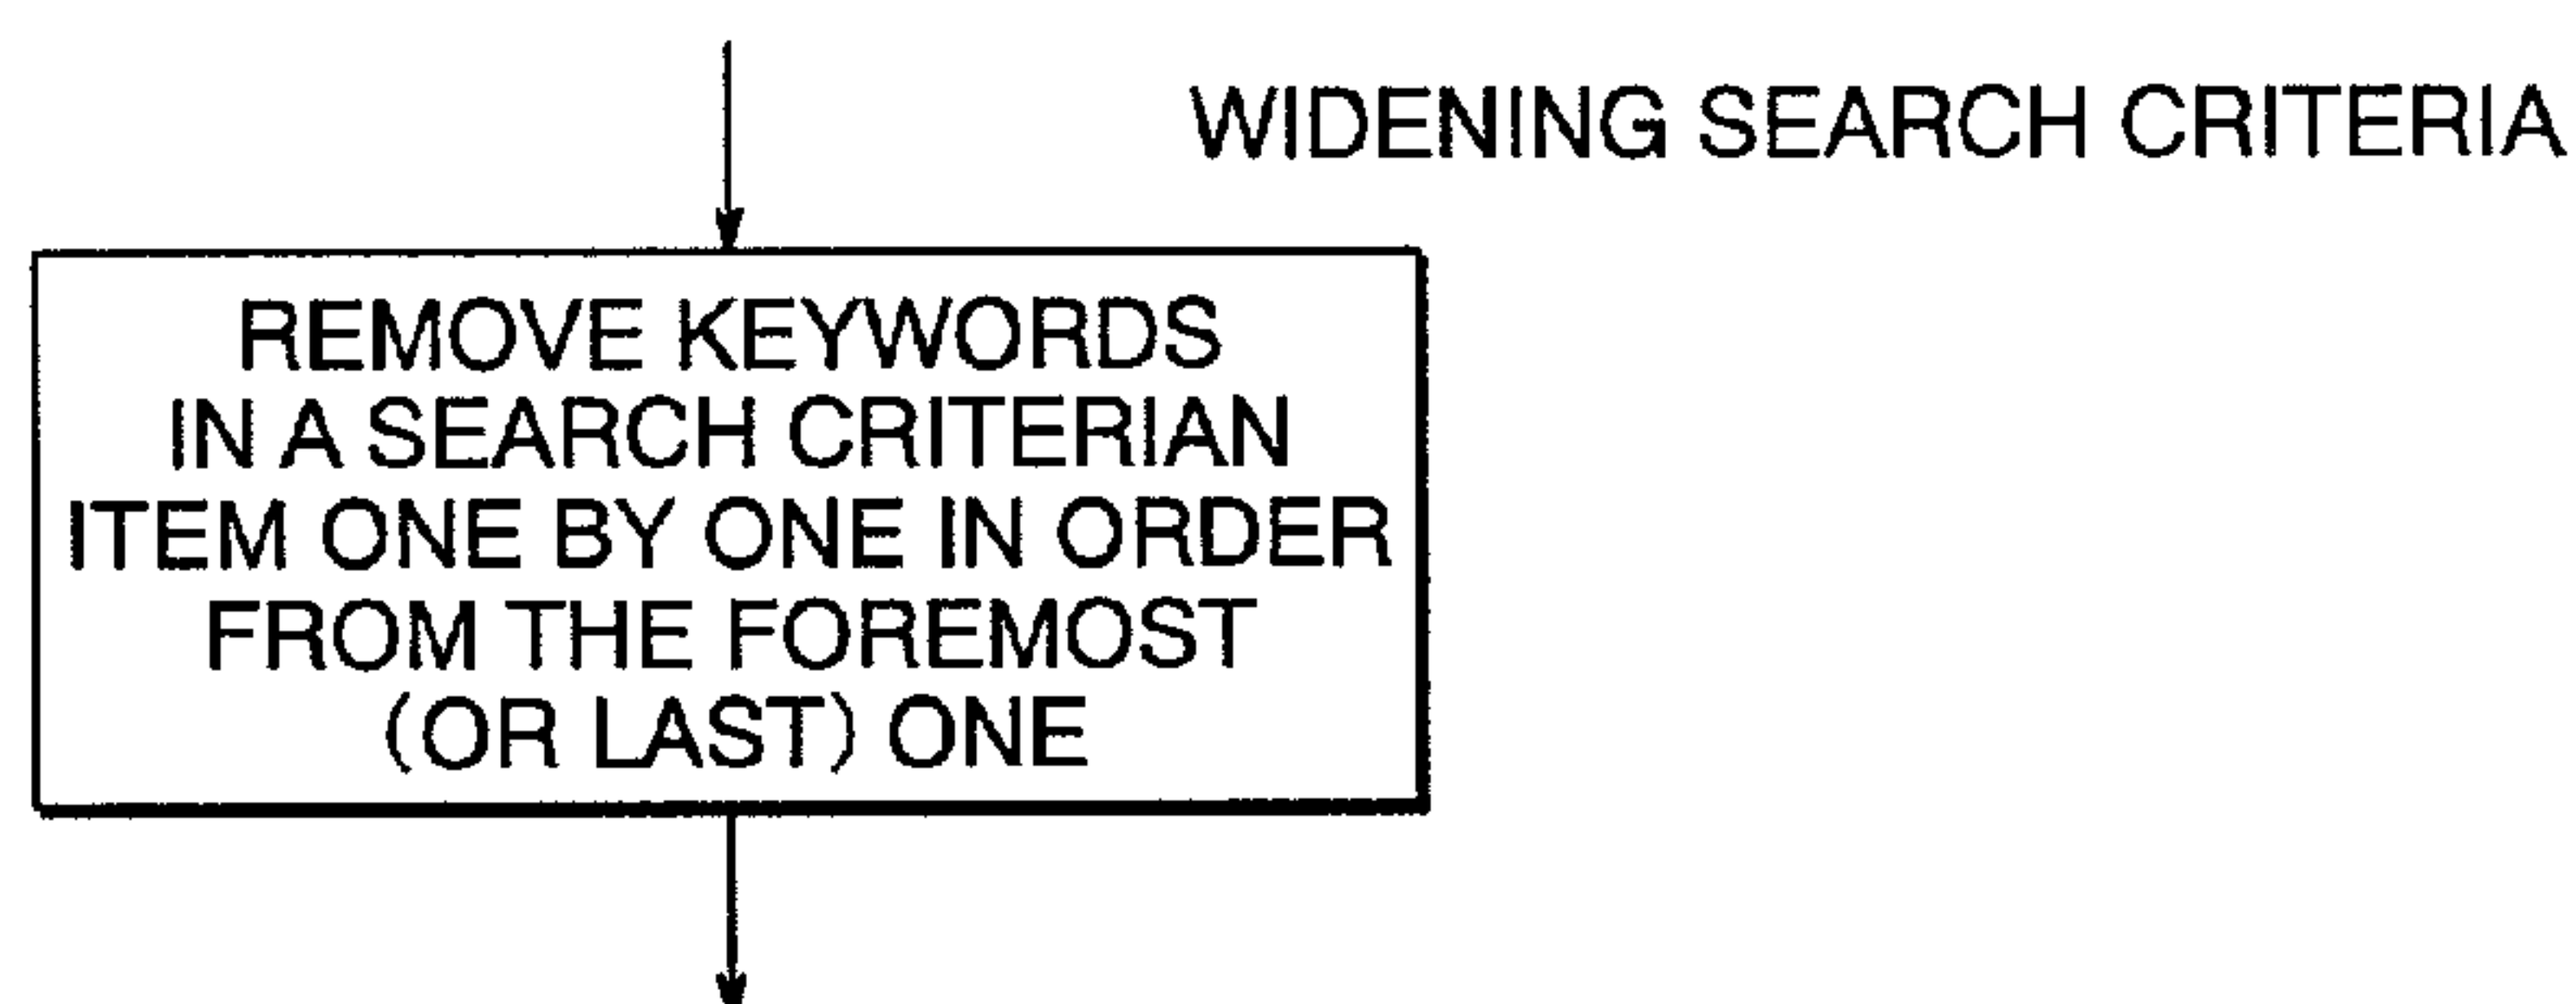 WIDENING SEARCH CRITERIA
REMOVE KEYWORDS
IN A SEARCH CRITERIAN
ITEM ONE BY ONE IN ORDER
FROM THE FOREMOST
(OR LAST) ONE